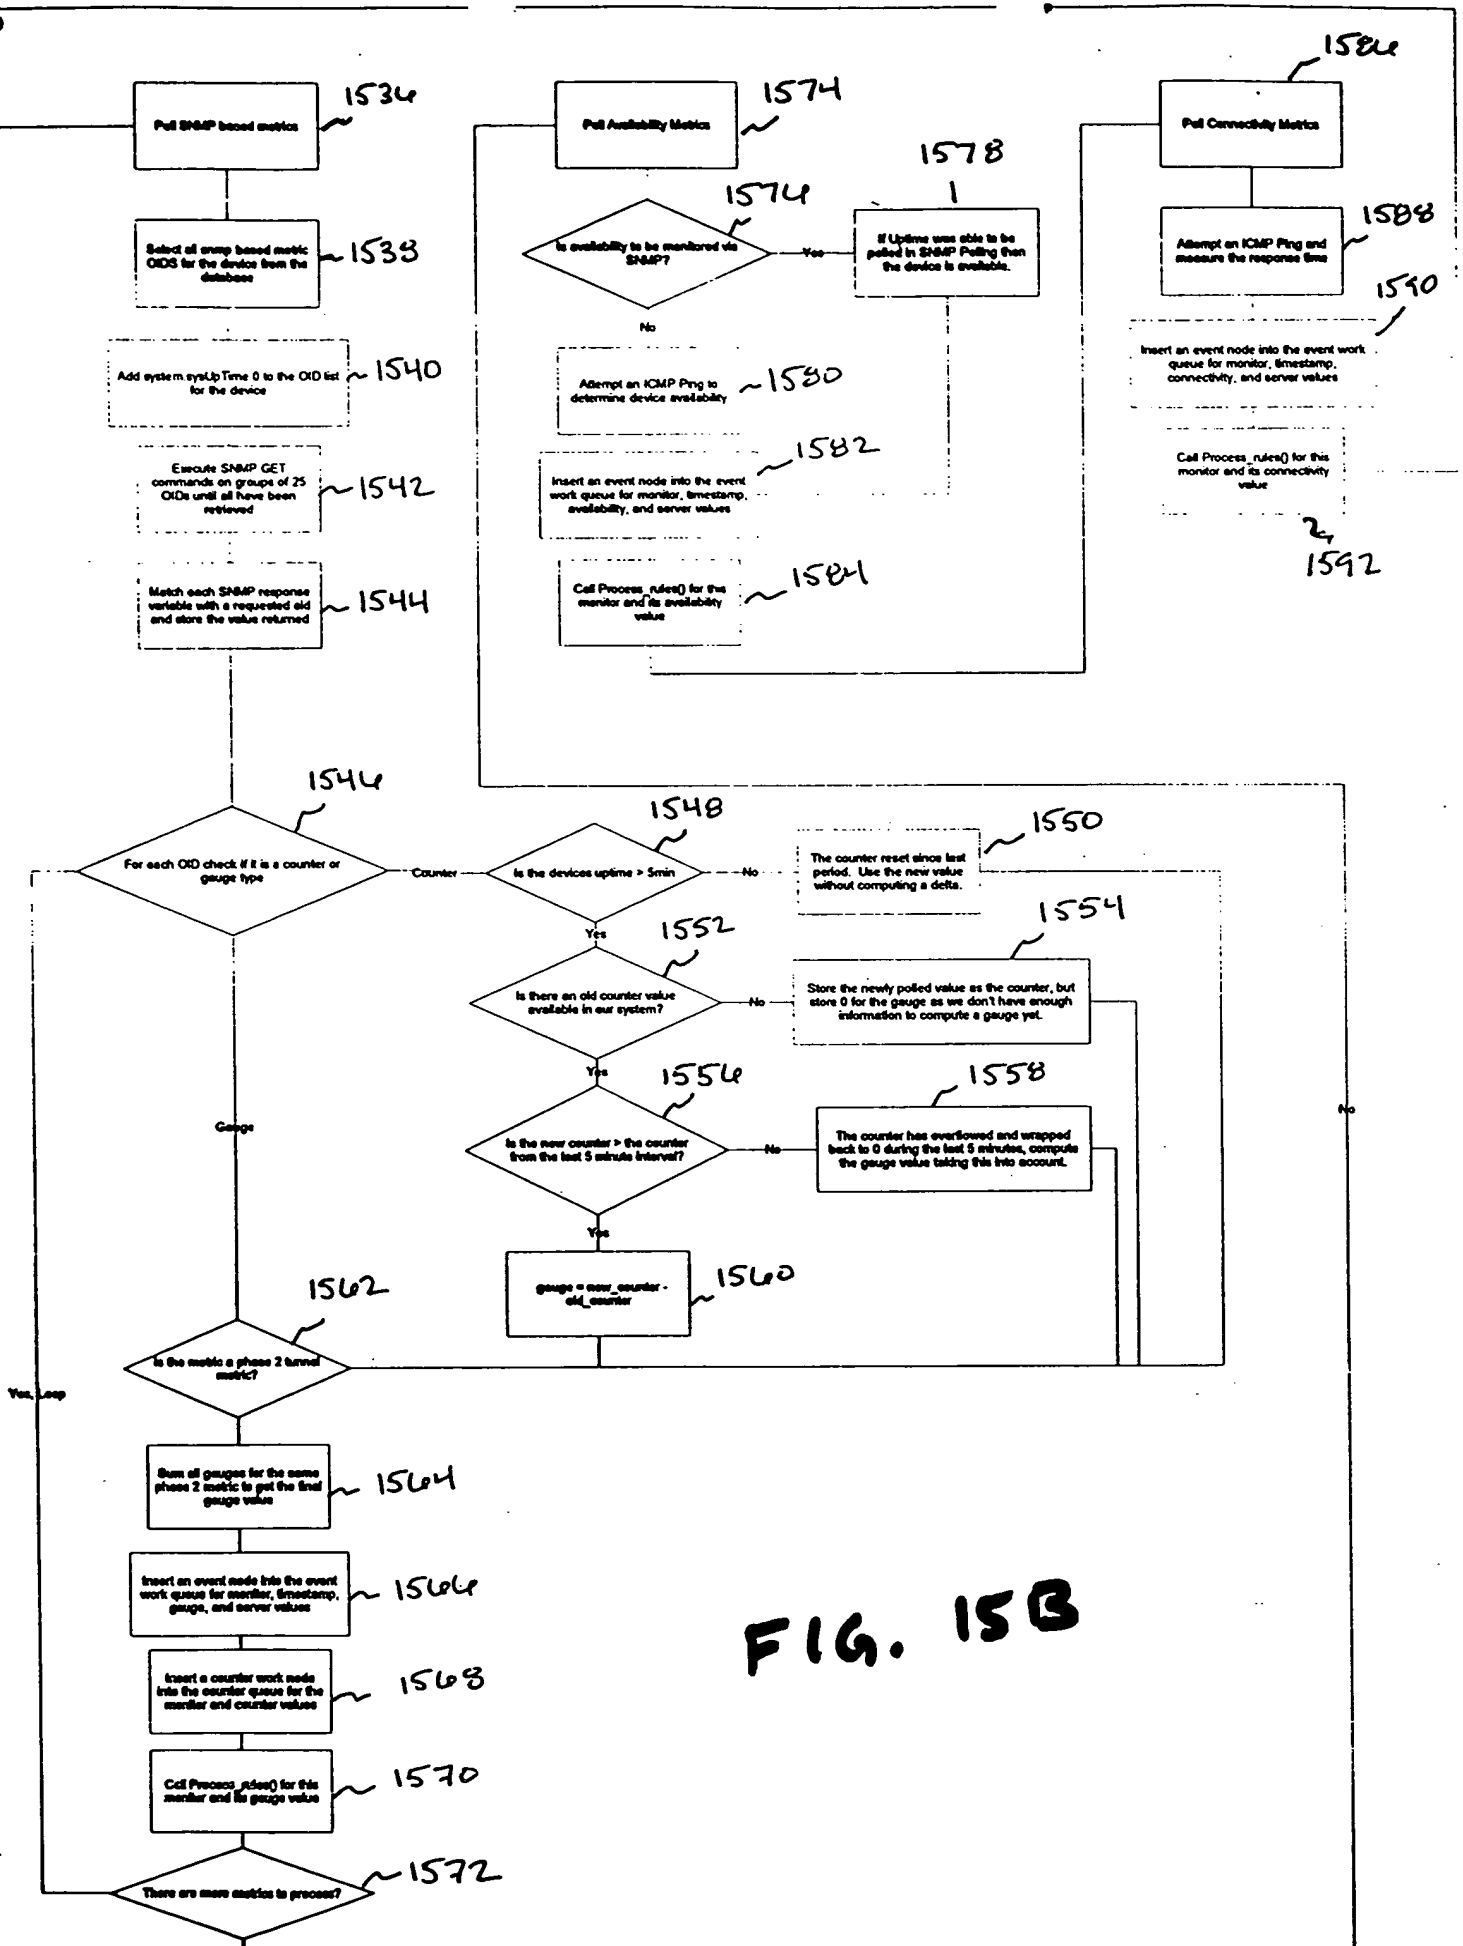 Poll SNMP based metrics
1536
Select all snmp based metric
OIDS for the device from the
database
1538
Add system.sysUpTime 0 to the OID list
for the device
1540
Execute SNMP GET
commands on groups of 25
OIDs until all have been
retrieved
1542
Match each SNMP response
variable with a requested oid
and store the value returned
1544
Poll Availability Metrics
1574
Is availability to be monitored via
SNMP?
1576
Yes
1578
If Uptime was able to be
polled in SNMP Polling then
the device is available.
No
Attempt an ICMP Ping to
determine device availability
1580
Insert an event node into the event
work queue for monitor, timestamp,
availability, and server values
1582
Call Process_rules() for this
monitor and its availability
value
1584
1586
Poll Connectivity Metrics
Attempt an ICMP Ping and
measure the response time
1588
1590
Insert an event node into the event work
queue for monitor, timestamp,
connectivity, and server values
Call Process_rules() for this
monitor and its connectivity
value
1592
1546
For each OID check if it is a counter or
gauge type
Counter
1548
Is the devices uptime > 5min
No
1550
The counter reset since last
period. Use the new value
without computing a delta.
Yes
1552
Is there an old counter value
available in our system?
No
1554
Store the newly polled value as the counter, but
store 0 for the gauge as we don't have enough
information to compute a gauge yet.
Yes
1556
Is the new counter > the counter
from the last 5 minute interval?
No
1558
The counter has overflowed and wrapped
back to 0 during the last 5 minutes, compute
the gauge value taking this into account.
No
Gauge
Yes
gauge = new_counter -
old_counter
1560
1562
Is the metric a phase 2 tunnel
metric?
Yes, Loop
Sum all gauges for the same
phase 2 metric to get the final
gauge value
1564
Insert an event node into the event
work queue for monitor, timestamp,
gauge, and server values
1566
Insert a counter work node
into the counter queue for the
monitor and counter values
1568
Call Process_rules() for this
monitor and its gauge value
1570
There are more metrics to process?
1572
FIG. 15B